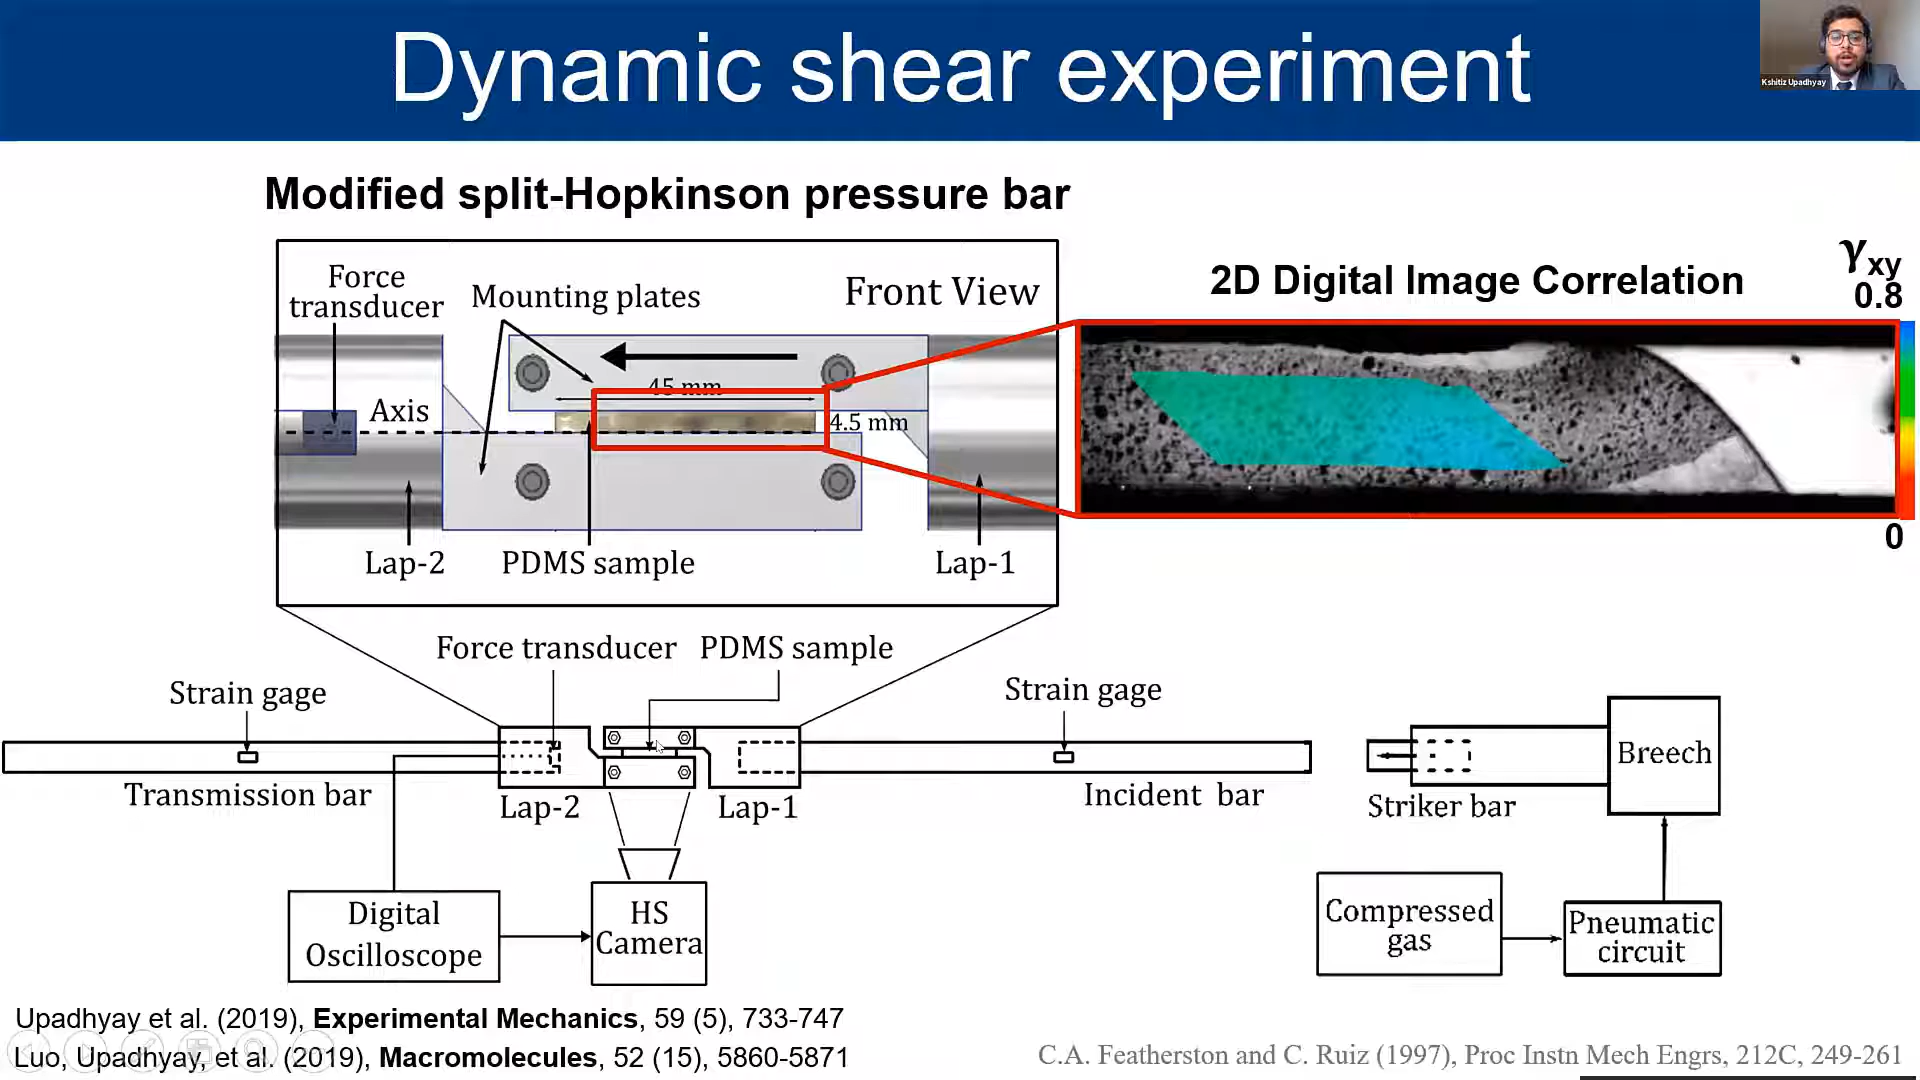 Dynamic shear experiment
Kshitiz Upadhyay
Modified split-Hopkinson pressure bar
Force
transducer
Mounting plates
Front View
45 mm
Axis
4.5 mm
Lap-2
PDMS sample
Lap-1
2D Digital Image Correlation
γxy
0.8
0
Force transducer
PDMS sample
Strain gage
Strain gage
Transmission bar
Lap-2
Lap-1
Incident bar
Striker bar
Breech
Digital
Oscilloscope
HS
Camera
Compressed
gas
Pneumatic
circuit
Upadhyay et al. (2019), Experimental Mechanics, 59 (5), 733-747
Luo, Upadhyay, et al. (2019), Macromolecules, 52 (15), 5860-5871
C.A. Featherston and C. Ruiz (1997), Proc Instn Mech Engrs, 212C, 249-261